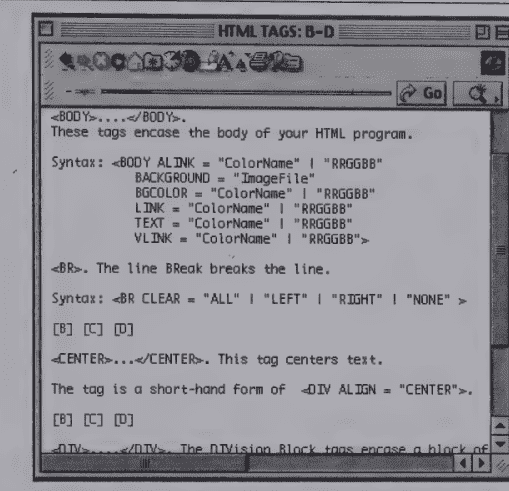 HTML TAGS: B-D
Go
<BODY>....</BODY>.
These tags encase the body of your HTML program.
Syntax: <BODY ALINK = "ColorName" | "RRGGBB"
BACKGROUND = "ImageFile"
BGCOLOR = "ColorName" | "RRGGBB"
LINK = "ColorName" | "RRGGBB"
TEXT = "ColorName" | "RRGGBB"
VLINK = "ColorName" | "RRGGBB">
<BR>. The line BReak breaks the line.
Syntax: <BR CLEAR = "ALL" | "LEFT" | "RIGHT" | "NONE" >
[B] [C] [D]
<CENTER>...</CENTER>. This tag centers text.
The tag is a short-hand form of <DIV ALIGN = "CENTER">.
[B] [C] [D]
<DIV>....</DIV>. The DIVision Block tags encase a block of